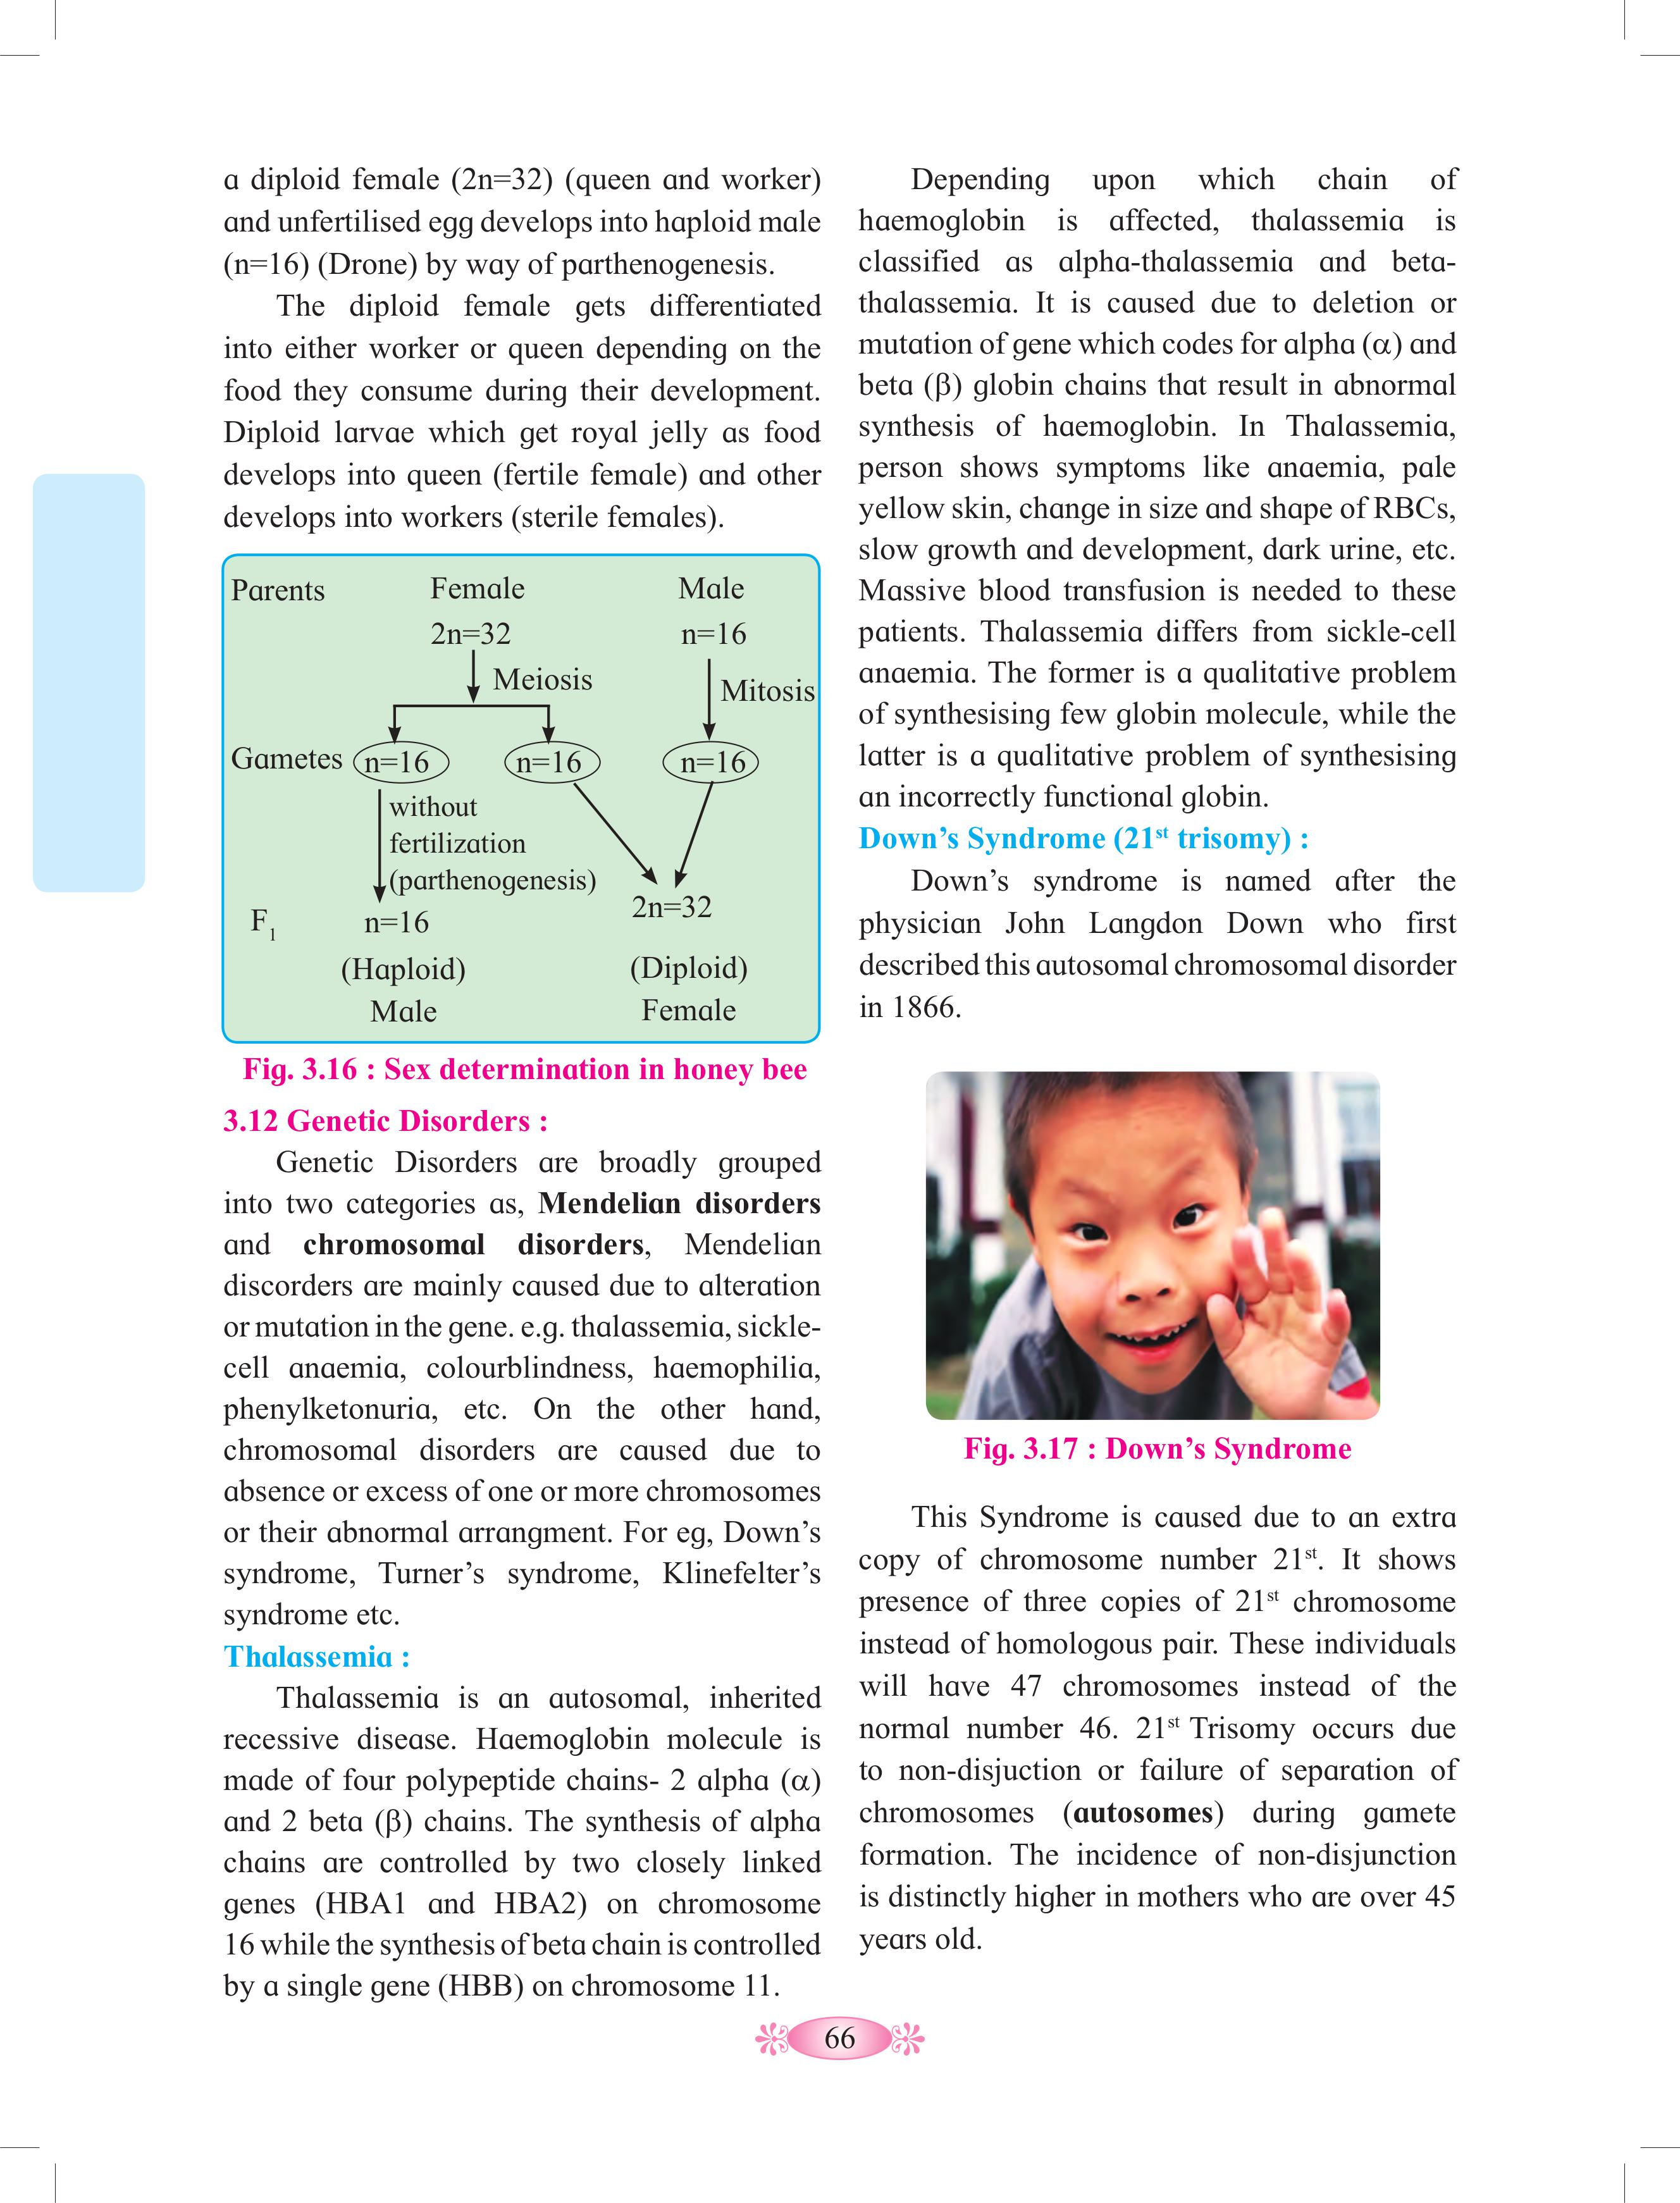 a diploid female (2n=32) (queen and worker)
and unfertilised egg develops into haploid male
(n=16) (Drone) by way of parthenogenesis.
The diploid female gets differentiated
into either worker or queen depending on the
food they consume during their development.
Diploid larvae which get royal jelly as food
develops into queen (fertile female) and other
develops into workers (sterile females).
Parents Female Male
2n=32 n=16
Meiosis Mitosis
Gametes n=16 n=16 n=16
without
fertilization
(parthenogenesis)
F1 n=16 2n=32
(Haploid) (Diploid)
Male Female
Fig. 3.16 : Sex determination in honey bee
3.12 Genetic Disorders :
Genetic Disorders are broadly grouped
into two categories as, Mendelian disorders
and chromosomal disorders, Mendelian
discorders are mainly caused due to alteration
or mutation in the gene. e.g. thalassemia, sickle-
cell anaemia, colourblindness, haemophilia,
phenylketonuria, etc. On the other hand,
chromosomal disorders are caused due to
absence or excess of one or more chromosomes
or their abnormal arrangment. For eg, Down's
syndrome, Turner's syndrome, Klinefelter's
syndrome etc.
Thalassemia :
Thalassemia is an autosomal, inherited
recessive disease. Haemoglobin molecule is
made of four polypeptide chains- 2 alpha (α)
and 2 beta (β) chains. The synthesis of alpha
chains are controlled by two closely linked
genes (HBA1 and HBA2) on chromosome
16 while the synthesis of beta chain is controlled
by a single gene (HBB) on chromosome 11.
Depending upon which chain of
haemoglobin is affected, thalassemia is
classified as alpha-thalassemia and beta-
thalassemia. It is caused due to deletion or
mutation of gene which codes for alpha (α) and
beta (β) globin chains that result in abnormal
synthesis of haemoglobin. In Thalassemia,
person shows symptoms like anaemia, pale
yellow skin, change in size and shape of RBCs,
slow growth and development, dark urine, etc.
Massive blood transfusion is needed to these
patients. Thalassemia differs from sickle-cell
anaemia. The former is a qualitative problem
of synthesising few globin molecule, while the
latter is a qualitative problem of synthesising
an incorrectly functional globin.
Down's Syndrome (21st trisomy) :
Down's syndrome is named after the
physician John Langdon Down who first
described this autosomal chromosomal disorder
in 1866.
Fig. 3.17 : Down's Syndrome
This Syndrome is caused due to an extra
copy of chromosome number 21st. It shows
presence of three copies of 21st chromosome
instead of homologous pair. These individuals
will have 47 chromosomes instead of the
normal number 46. 21st Trisomy occurs due
to non-disjuction or failure of separation of
chromosomes (autosomes) during gamete
formation. The incidence of non-disjunction
is distinctly higher in mothers who are over 45
years old.
66